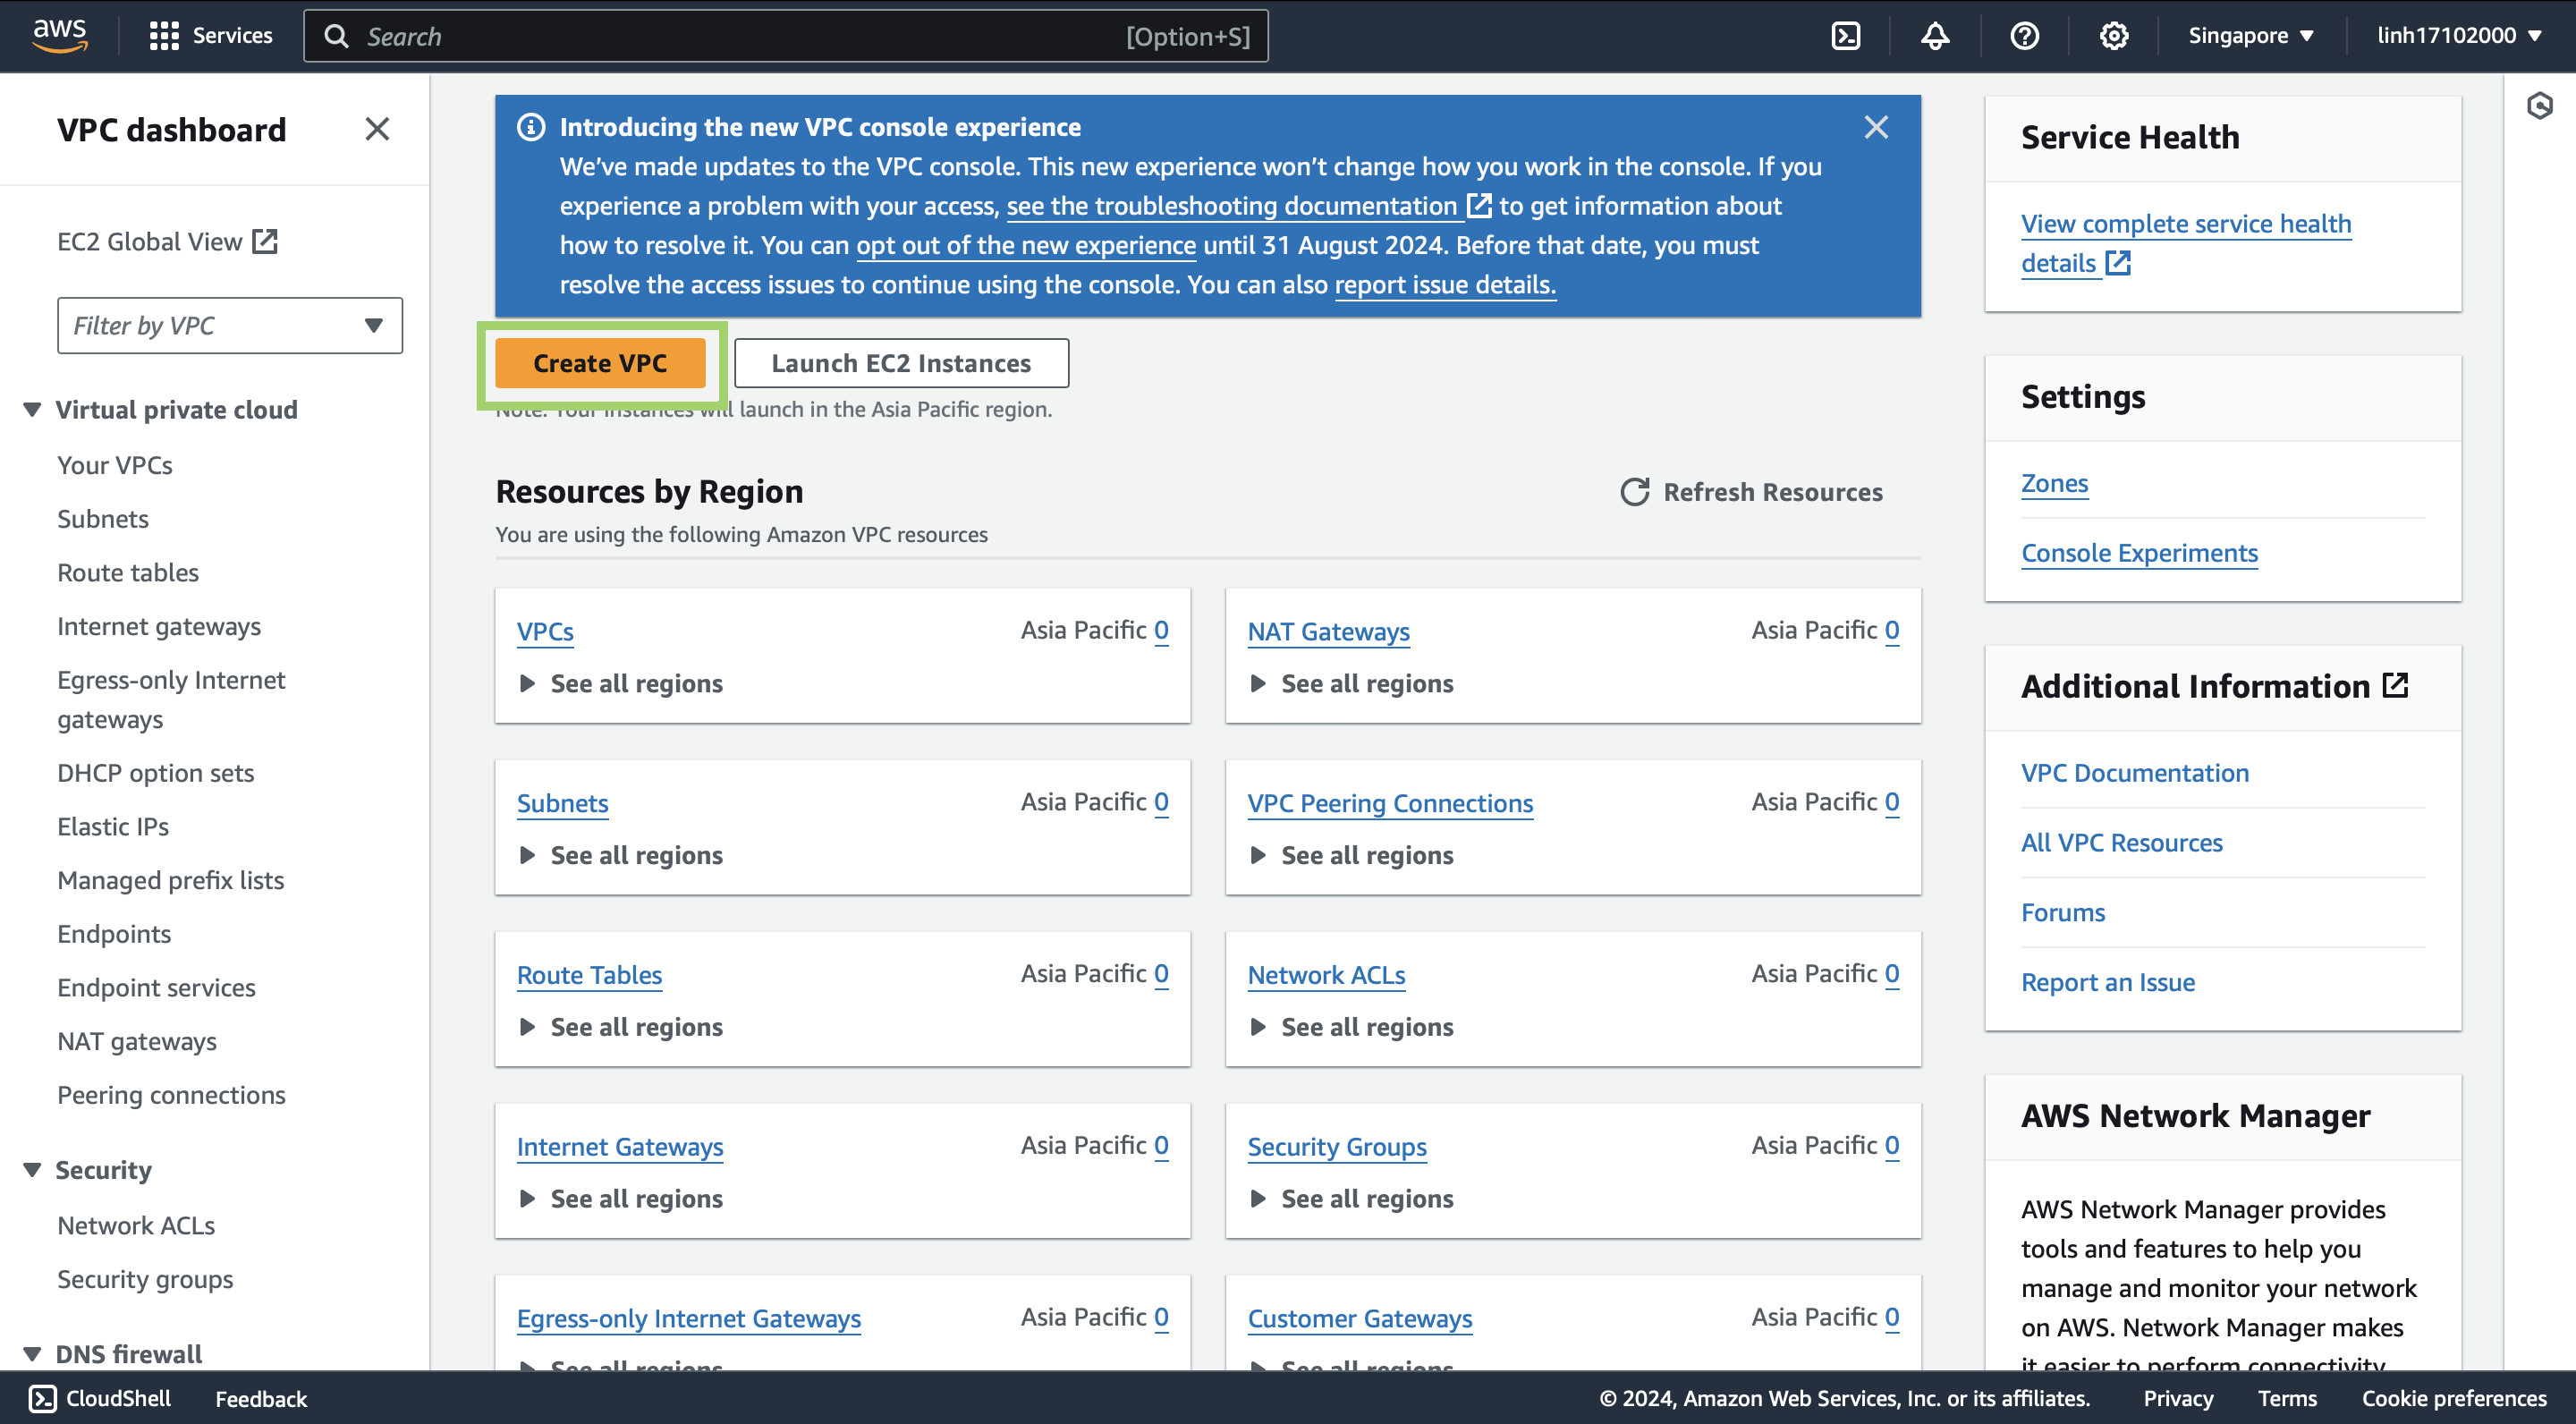 aws
Services
Search
[Option+S]
Singapore
linh17102000
VPC dashboard
EC2 Global View
Filter by VPC
Virtual private cloud
Your VPCs
Subnets
Route tables
Internet gateways
Egress-only Internet
gateways
DHCP option sets
Elastic IPs
Managed prefix lists
Endpoints
Endpoint services
NAT gateways
Peering connections
Security
Network ACLs
Security groups
DNS firewall
Introducing the new VPC console experience
We’ve made updates to the VPC console. This new experience won’t change how you work in the console. If you
experience a problem with your access, see the troubleshooting documentation to get information about
how to resolve it. You can opt out of the new experience until 31 August 2024. Before that date, you must
resolve the access issues to continue using the console. You can also report issue details.
Create VPC
Launch EC2 Instances
Note: Your Instances will launch in the Asia Pacific region.
Resources by Region
Refresh Resources
You are using the following Amazon VPC resources
VPCs
Asia Pacific 0
See all regions
NAT Gateways
Asia Pacific 0
See all regions
Subnets
Asia Pacific 0
See all regions
VPC Peering Connections
Asia Pacific 0
See all regions
Route Tables
Asia Pacific 0
See all regions
Network ACLs
Asia Pacific 0
See all regions
Internet Gateways
Asia Pacific 0
See all regions
Security Groups
Asia Pacific 0
See all regions
Egress-only Internet Gateways
Asia Pacific 0
See all regions
Customer Gateways
Asia Pacific 0
See all regions
Service Health
View complete service health
details
Settings
Zones
Console Experiments
Additional Information
VPC Documentation
All VPC Resources
Forums
Report an Issue
AWS Network Manager
AWS Network Manager provides
tools and features to help you
manage and monitor your network
on AWS. Network Manager makes
it easier to perform connectivity
CloudShell
Feedback
© 2024, Amazon Web Services, Inc. or its affiliates.
Privacy
Terms
Cookie preferences